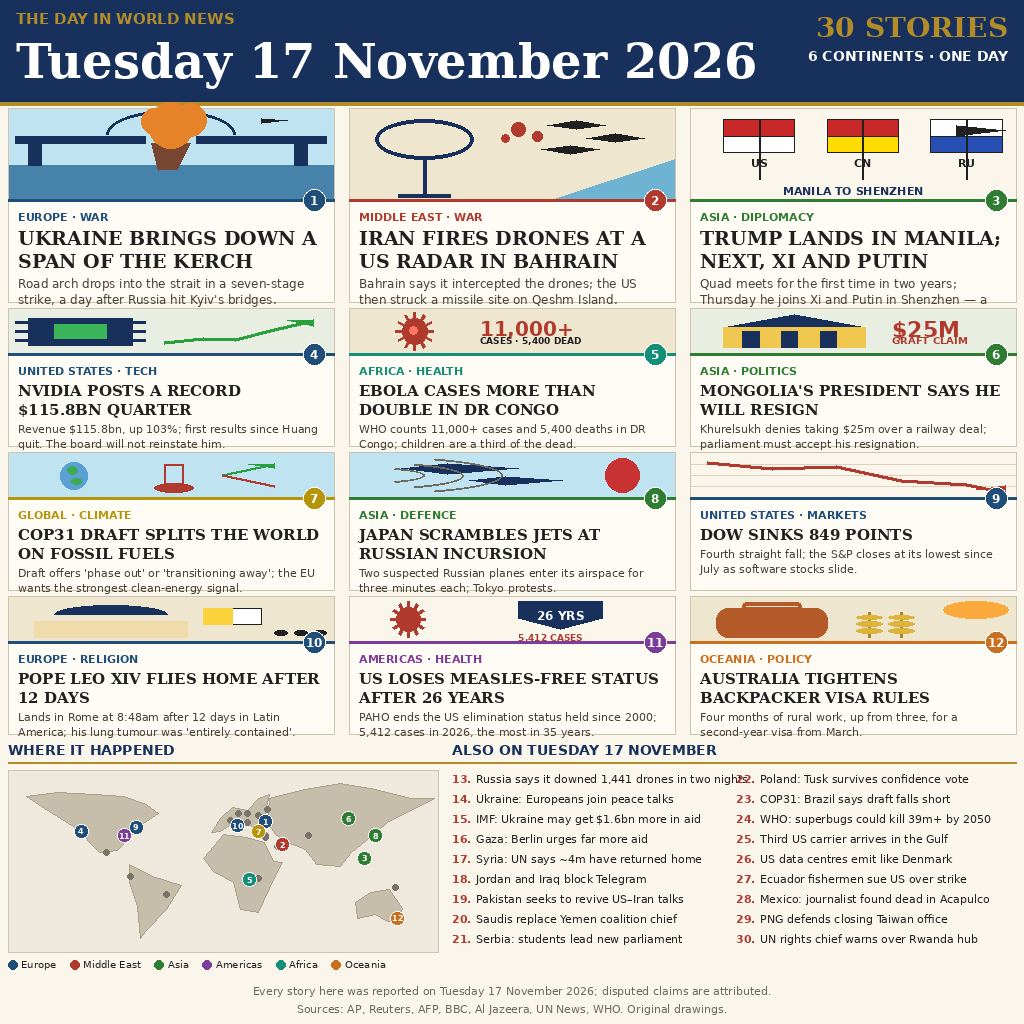 THE DAY IN WORLD NEWS
Tuesday 17 November 2026
30 STORIES
6 CONTINENTS · ONE DAY
1
EUROPE · WAR
UKRAINE BRINGS DOWN A
SPAN OF THE KERCH
Road arch drops into the strait in a seven-stage
strike, a day after Russia hit Kyiv's bridges.
2
MIDDLE EAST · WAR
IRAN FIRES DRONES AT A
US RADAR IN BAHRAIN
Bahrain says it intercepted the drones; the US
then struck a missile site on Qeshm Island.
US
CN
RU
MANILA TO SHENZHEN
3
ASIA · DIPLOMACY
TRUMP LANDS IN MANILA;
NEXT, XI AND PUTIN
Quad meets for the first time in two years;
Thursday he joins Xi and Putin in Shenzhen — a
4
UNITED STATES · TECH
NVIDIA POSTS A RECORD
$115.8BN QUARTER
Revenue $115.8bn, up 103%; first results since Huang
quit. The board will not reinstate him.
11,000+
CASES · 5,400 DEAD
5
AFRICA · HEALTH
EBOLA CASES MORE THAN
DOUBLE IN DR CONGO
WHO counts 11,000+ cases and 5,400 deaths in DR
Congo; children are a third of the dead.
$25M
GRAFT CLAIM
6
ASIA · POLITICS
MONGOLIA'S PRESIDENT SAYS HE
WILL RESIGN
Khurelsukh denies taking $25m over a railway deal;
parliament must accept his resignation.
7
GLOBAL · CLIMATE
COP31 DRAFT SPLITS THE WORLD
ON FOSSIL FUELS
Draft offers 'phase out' or 'transitioning away'; the EU
wants the strongest clean-energy signal.
8
ASIA · DEFENCE
JAPAN SCRAMBLES JETS AT
RUSSIAN INCURSION
Two suspected Russian planes enter its airspace for
three minutes each; Tokyo protests.
9
UNITED STATES · MARKETS
DOW SINKS 849 POINTS
Fourth straight fall; the S&P closes at its lowest since
July as software stocks slide.
10
EUROPE · RELIGION
POPE LEO XIV FLIES HOME AFTER
12 DAYS
Lands in Rome at 8:48am after 12 days in Latin
America; his lung tumour was 'entirely contained'.
26 YRS
5,412 CASES
11
AMERICAS · HEALTH
US LOSES MEASLES-FREE STATUS
AFTER 26 YEARS
PAHO ends the US elimination status held since 2000;
5,412 cases in 2026, the most in 35 years.
12
OCEANIA · POLICY
AUSTRALIA TIGHTENS
BACKPACKER VISA RULES
Four months of rural work, up from three, for a
second-year visa from March.
WHERE IT HAPPENED
4
11
9
10
1
7
2
5
6
8
3
12
Europe
Middle East
Asia
Americas
Africa
Oceania
ALSO ON TUESDAY 17 NOVEMBER
13. Russia says it downed 1,441 drones in two nights
14. Ukraine: Europeans join peace talks
15. IMF: Ukraine may get $1.6bn more in aid
16. Gaza: Berlin urges far more aid
17. Syria: UN says ~4m have returned home
18. Jordan and Iraq block Telegram
19. Pakistan seeks to revive US–Iran talks
20. Saudis replace Yemen coalition chief
21. Serbia: students lead new parliament
22. Poland: Tusk survives confidence vote
23. COP31: Brazil says draft falls short
24. WHO: superbugs could kill 39m+ by 2050
25. Third US carrier arrives in the Gulf
26. US data centres emit like Denmark
27. Ecuador fishermen sue US over strike
28. Mexico: journalist found dead in Acapulco
29. PNG defends closing Taiwan office
30. UN rights chief warns over Rwanda hub
Every story here was reported on Tuesday 17 November 2026; disputed claims are attributed.
Sources: AP, Reuters, AFP, BBC, Al Jazeera, UN News, WHO. Original drawings.